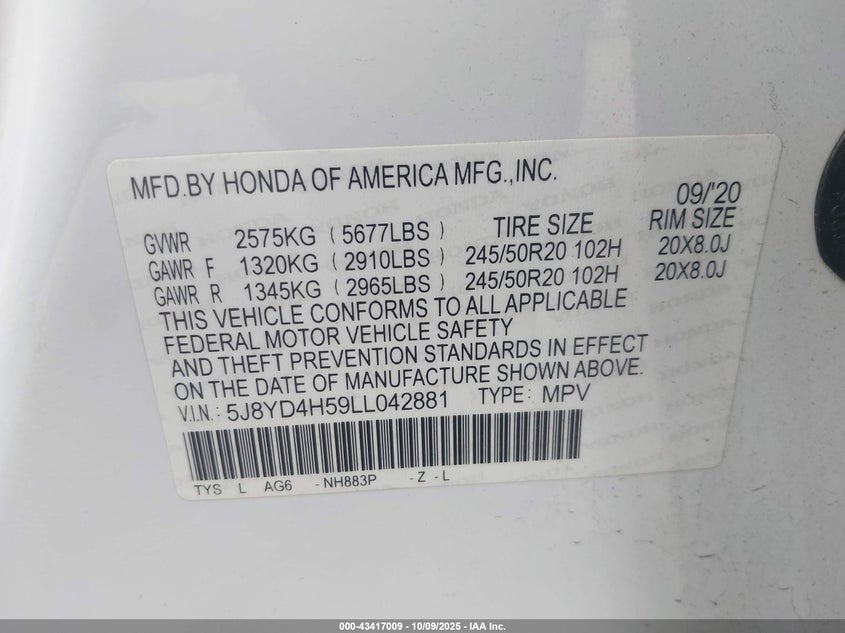 MFD.BY HONDA OF AMERICA MFG.,INC.
09/'20
GVWR 2575KG ( 5677LBS ) TIRE SIZE RIM SIZE
GAWR F 1320KG ( 2910LBS ) 245/50R20 102H 20X8.0J
GAWR R 1345KG ( 2965LBS ) 245/50R20 102H 20X8.0J
THIS VEHICLE CONFORMS TO ALL APPLICABLE
FEDERAL MOTOR VEHICLE SAFETY
AND THEFT PREVENTION STANDARDS IN EFFECT
ON THE DATE OF MANUFACTURE SHOWN ABOVE.
V.I.N.: 5J8YD4H59LL042881 TYPE: MPV
TYS L AG6 -NH883P -Z -L
000-43417009 - 10/09/2025 - IAA Inc.